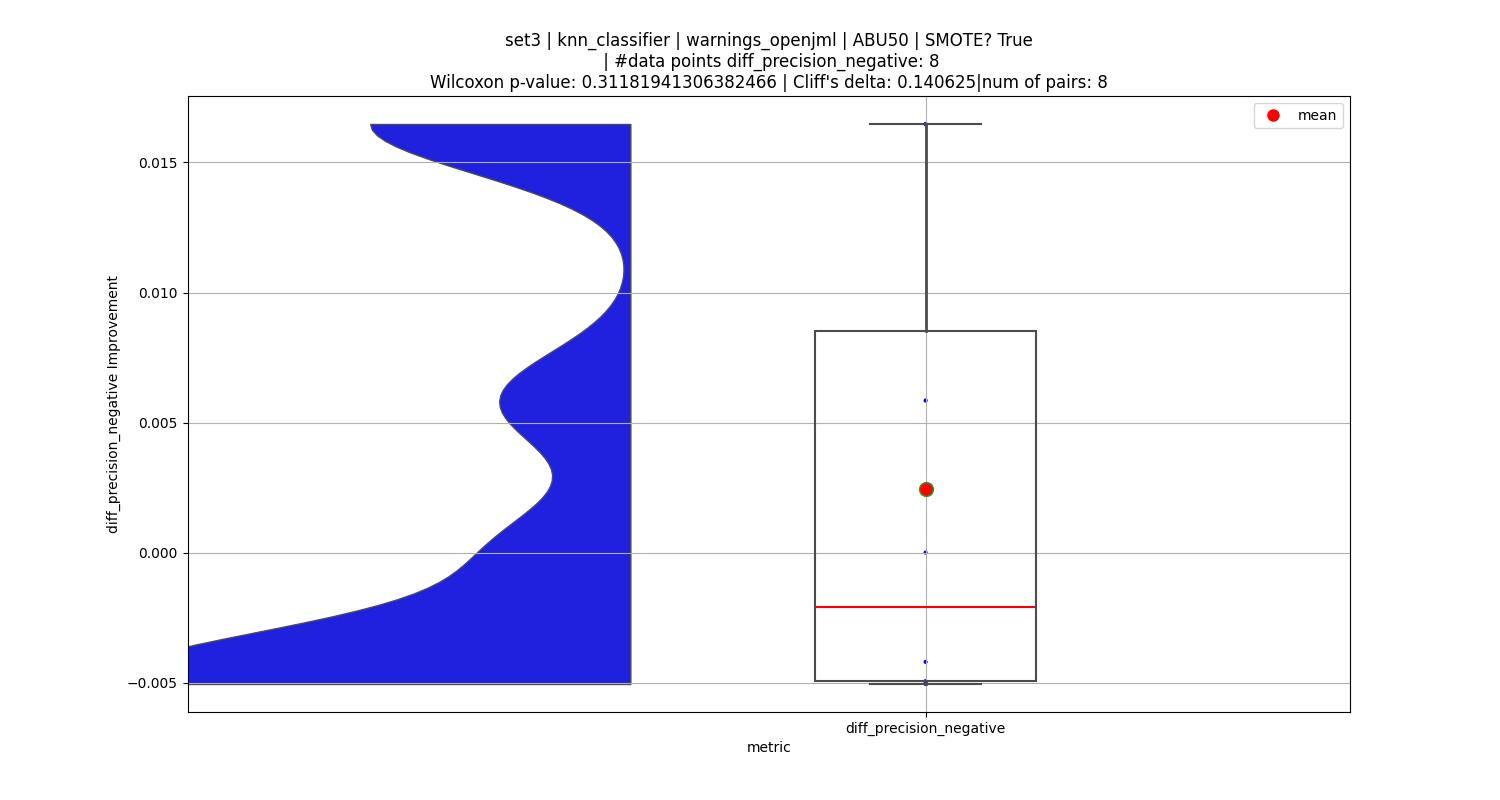 set3 | knn_classifier | warnings_openjml | ABU50 | SMOTE? True
| #data points diff_precision_negative: 8
Wilcoxon p-value: 0.31181941306382466 | Cliff's delta: 0.140625|num of pairs: 8
mean
0.015
0.010
0.005
0.000
−0.005
diff_precision_negative Improvement
diff_precision_negative
metric